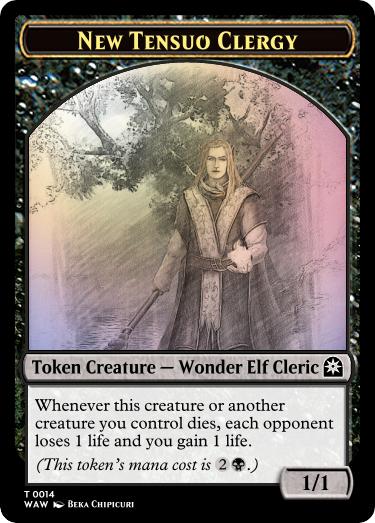 New Tensuo Clergy
Token Creature — Wonder Elf Cleric
Whenever this creature or another
creature you control dies, each opponent
loses 1 life and you gain 1 life.
(This token's mana cost is 2.)
1/1
T 0014
WAW Beka Chipicuri